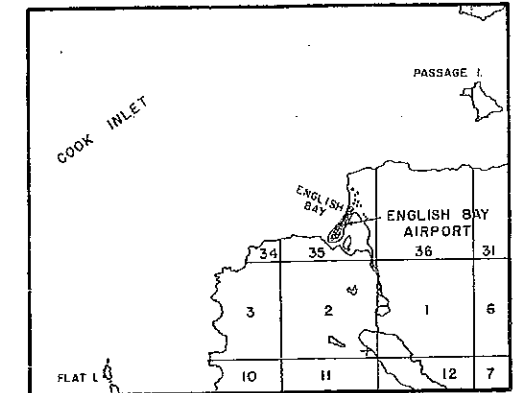 PASSAGE I.
COOK INLET
ENGLISH
BAY
ENGLISH BAY
AIRPORT
34 35 36 31
3 2 1 6
FLAT I.
10 11 12 7